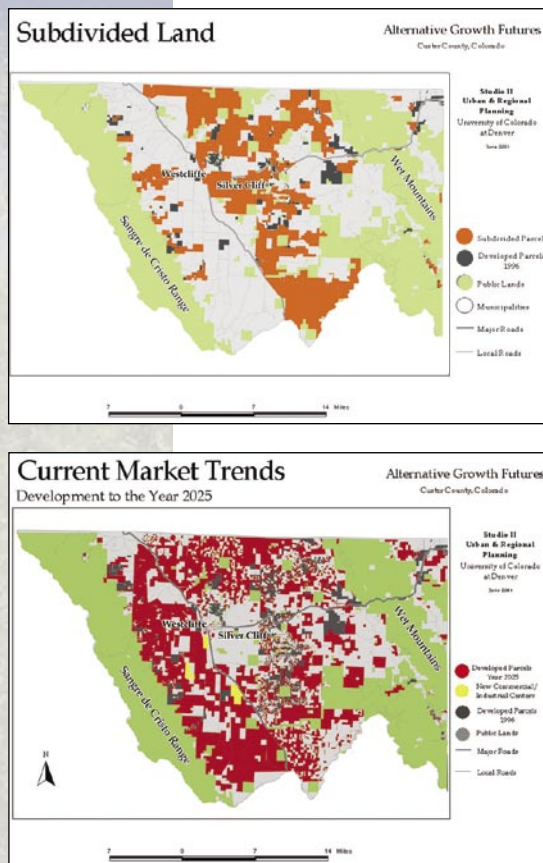 Subdivided Land
Alternative Growth Futures
Custer County, Colorado
Studio II
Urban & Regional
Planning
University of Colorado
at Denver
Westcliffe
Silver Cliff
Wet Mountains
Sangre de Cristo Range
Subdivided Parcels
Developed Parcels
1996
Public Lands
Municipalities
Major Roads
Local Roads
7 0 7 14 Miles
Current Market Trends
Development to the Year 2025
Alternative Growth Futures
Custer County, Colorado
Studio II
Urban & Regional
Planning
University of Colorado
at Denver
Westcliffe
Silver Cliff
Wet Mountains
Sangre de Cristo Range
N
Developed Parcels
Year 2025
New Commercial/
Industrial Centers
Developed Parcels
1996
Public Lands
Major Roads
Local Roads
7 0 7 14 Miles